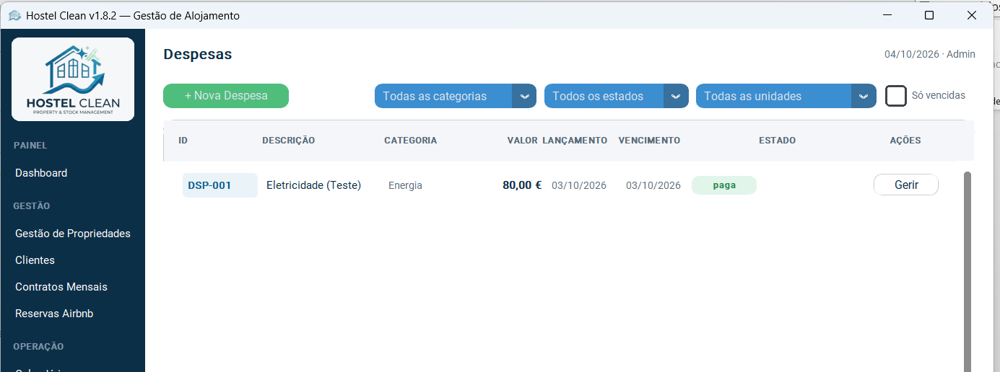 Hostel Clean v1.8.2 — Gestão de Alojamento
HOSTEL CLEAN
PROPERTY & STOCK MANAGEMENT
PAINEL
Dashboard
GESTÃO
Gestão de Propriedades
Clientes
Contratos Mensais
Reservas Airbnb
OPERAÇÃO
Despesas
04/10/2026 · Admin
+ Nova Despesa
Todas as categorias
Todos os estados
Todas as unidades
Só vencidas
ID DESCRIÇÃO CATEGORIA VALOR LANÇAMENTO VENCIMENTO ESTADO AÇÕES
DSP-001 Eletricidade (Teste) Energia 80,00 € 03/10/2026 03/10/2026 paga Gerir